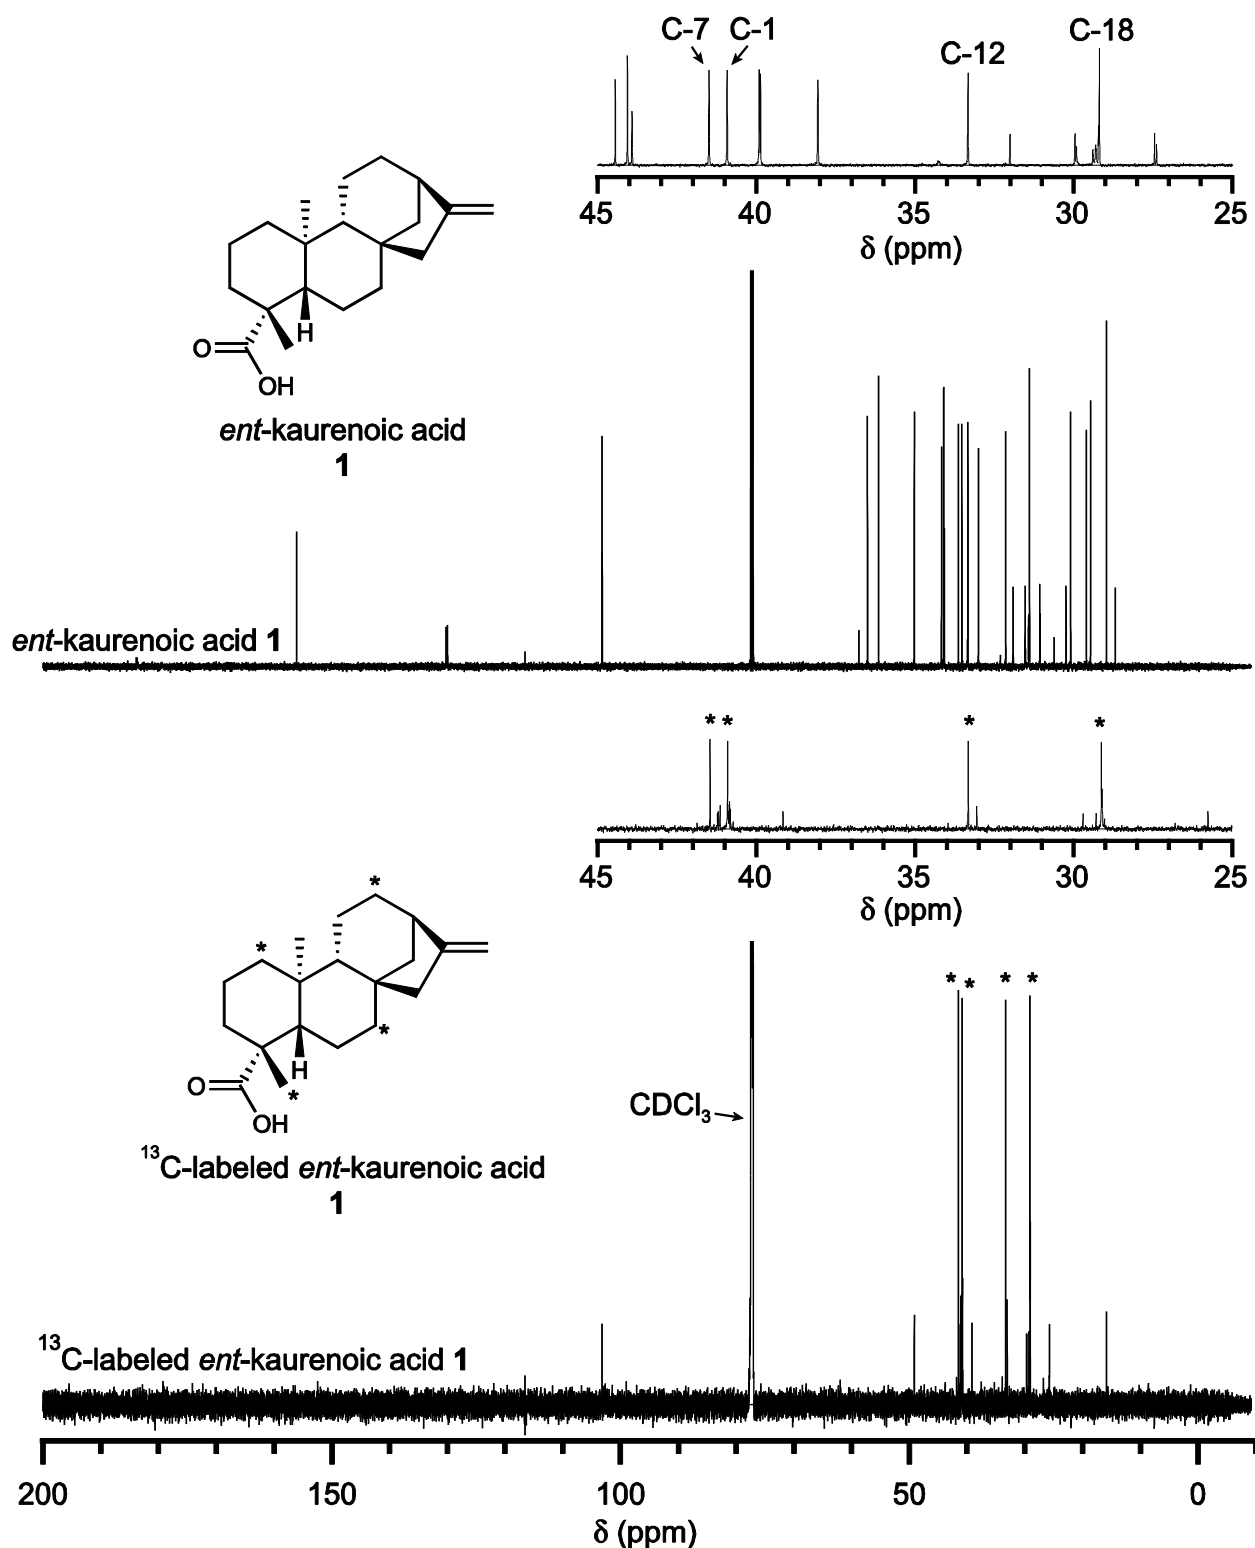 C-7 C-1
C-12
C-18
45 40 35 30 25
δ (ppm)
H
O
OH
ent-kaurenoic acid
1
ent-kaurenoic acid 1
* * * *
45 40 35 30 25
δ (ppm)
*
*
*
H
O
*
OH
* * * *
CDCl₃
¹³C-labeled ent-kaurenoic acid
1
¹³C-labeled ent-kaurenoic acid 1
200 150 100 50 0
δ (ppm)